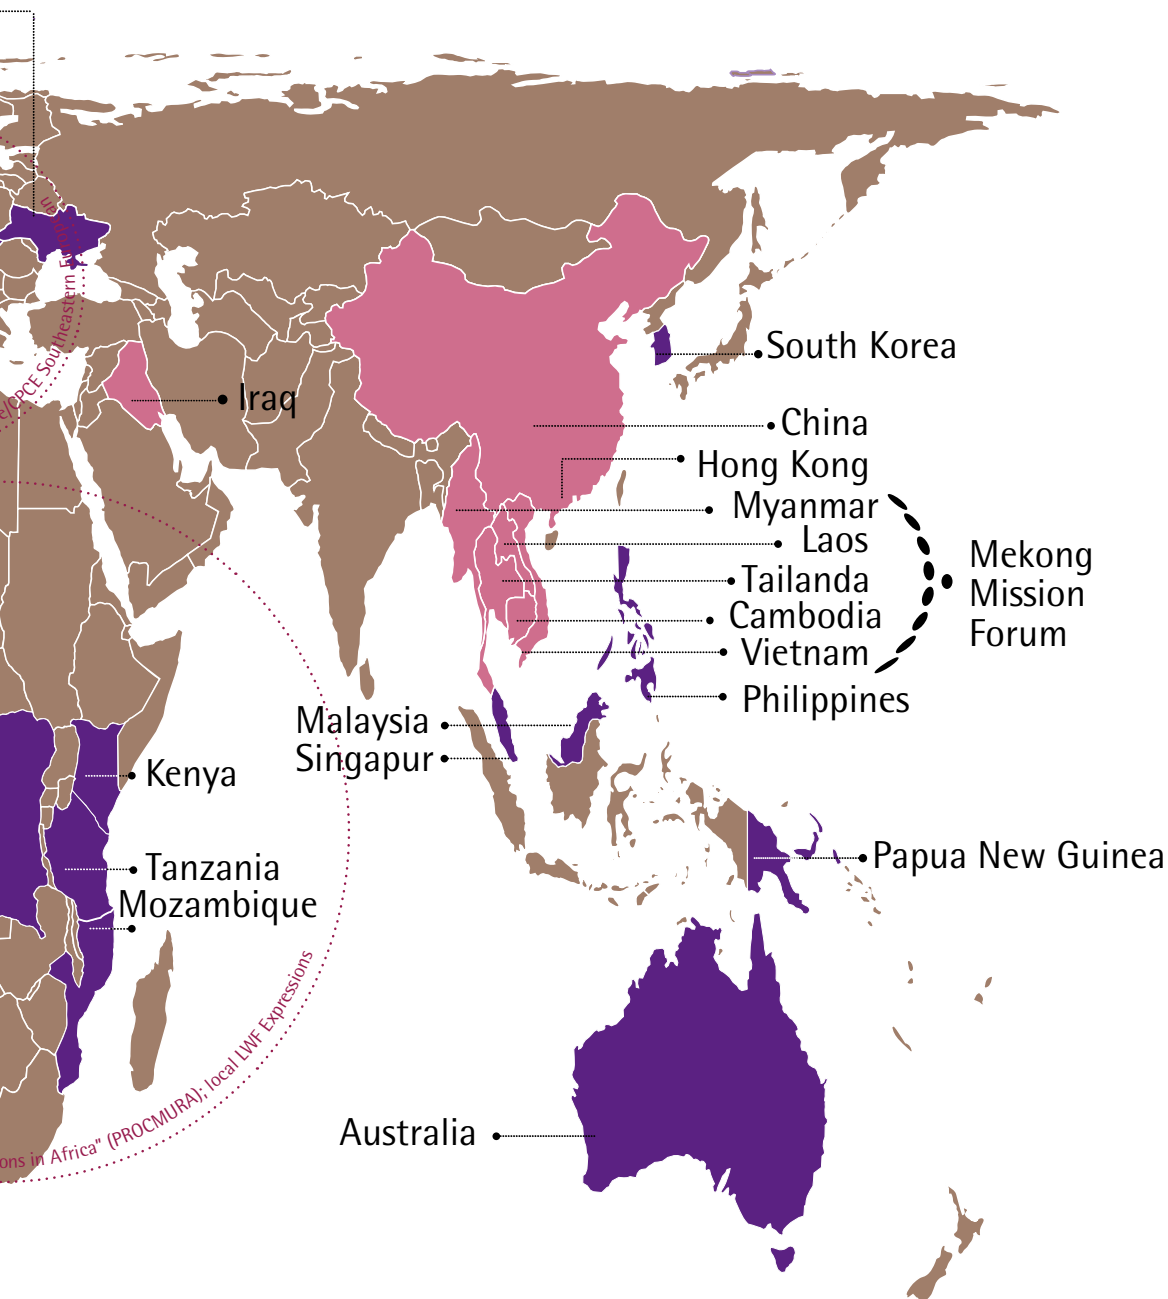 South Korea
Iraq
China
Hong Kong
Myanmar
Laos
Tailanda
Cambodia
Vietnam
Mekong
Mission
Forum
Philippines
Malaysia
Singapur
Kenya
Tanzania
Mozambique
Papua New Guinea
Australia
CPCE Southeastern European
ons in Africa" (PROCMURA); local LWF Expressions